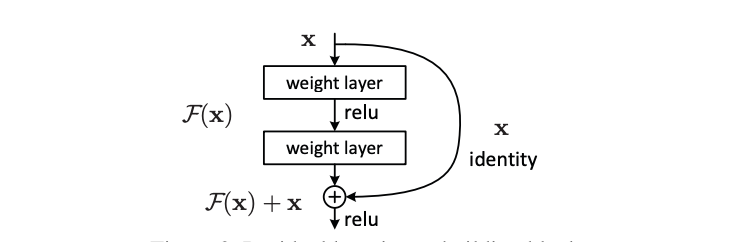 x
weight layer
relu
F(x)
x
weight layer
identity
F(x) + x
relu